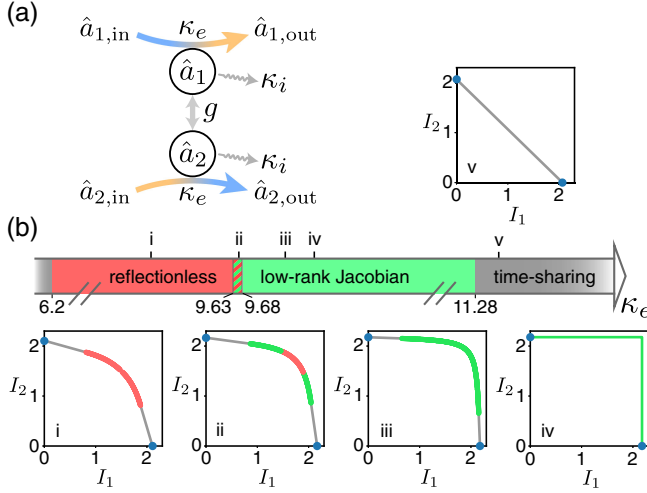 (a)
â₁,in κₑ â₁,out
â₁
κᵢ
g
â₂
κᵢ
â₂,in κₑ â₂,out
2
I₂
1
v
0
0 1 2
I₁
(b)
i ii iii iv v
reflectionless low-rank Jacobian time-sharing
6.2 9.63 9.68 11.28 κₑ
2
I₂
1
i
0
0 1 2
I₁
2
I₂
1
ii
0
0 1 2
I₁
2
I₂
1
iii
0
0 1 2
I₁
2
I₂
1
iv
0
0 1 2
I₁